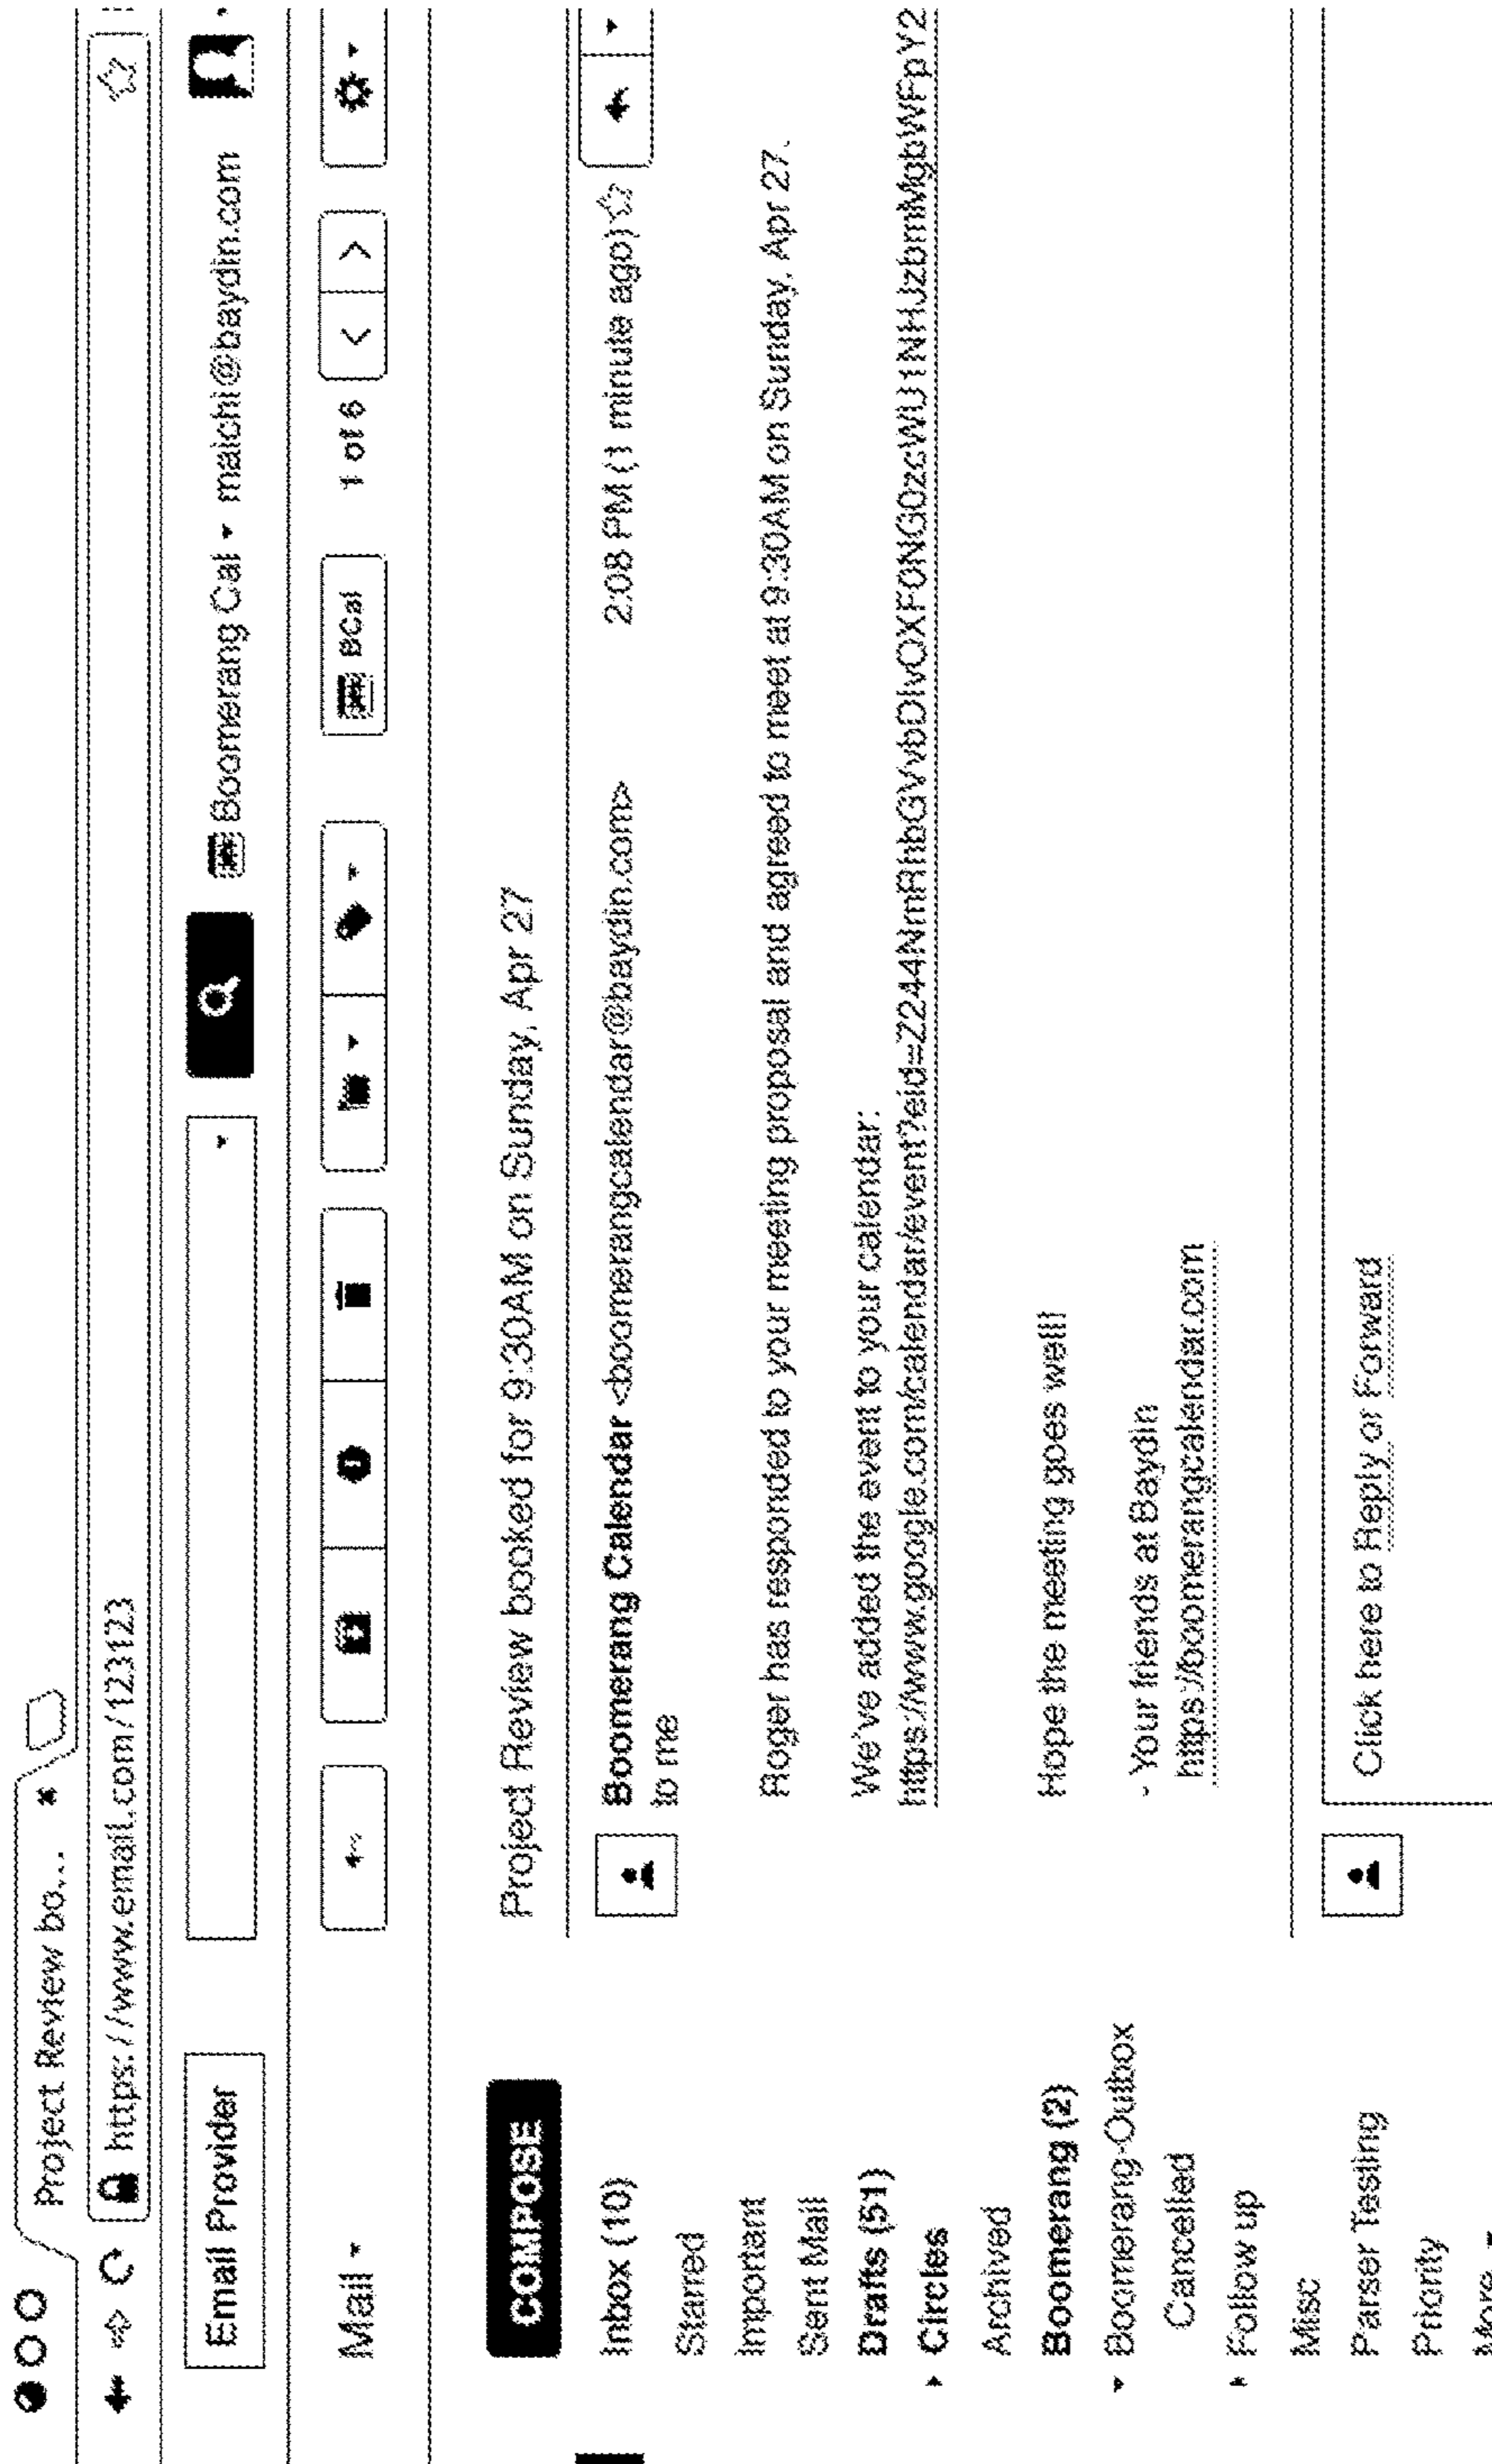 Project Review bo...
https://www.email.com/123123
Email Provider
Boomerang Cal
maichi@baydin.com
Mail
BCal
1 of 6
COMPOSE
Inbox (10)
Starred
Important
Sent Mail
Drafts (51)
Circles
Archived
Boomerang (2)
Boomerang-Outbox
Cancelled
Follow up
Misc
Parser Testing
Priority
More
Project Review booked for 9:30AM on Sunday, Apr 27
Boomerang Calendar <boomerangcalendar@baydin.com>
2:08 PM (1 minute ago)
to me
Roger has responded to your meeting proposal and agreed to meet at 9:30AM on Sunday, Apr 27.
We've added the event to your calendar:
Hope the meeting goes well!
- Your friends at Baydin
https://boomerangcalendar.com
Click here to Reply or Forward